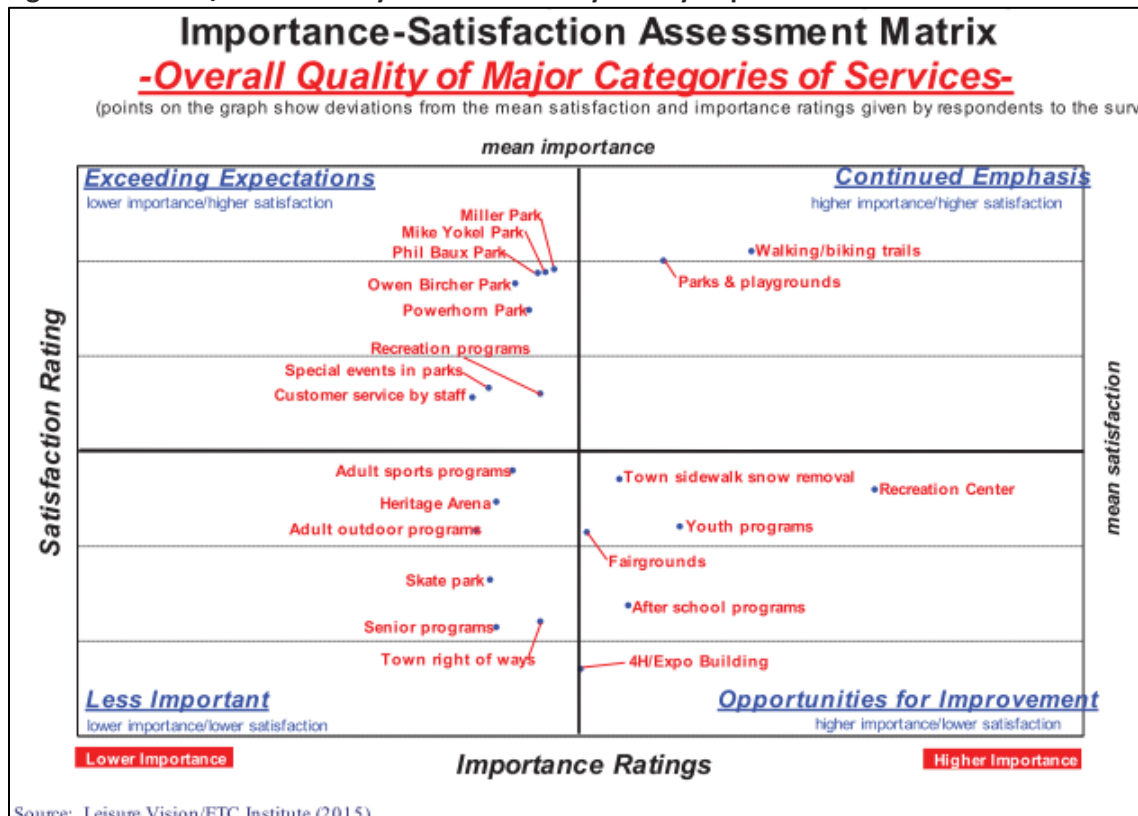 Importance-Satisfaction Assessment Matrix
-Overall Quality of Major Categories of Services-
(points on the graph show deviations from the mean satisfaction and importance ratings given by respondents to the surv
mean importance
Exceeding Expectations
lower importance/higher satisfaction
Continued Emphasis
higher importance/higher satisfaction
Miller Park
Mike Yokel Park
Phil Baux Park
Owen Bircher Park
Powerhorn Park
Walking/biking trails
Parks & playgrounds
Recreation programs
Special events in parks
Customer service by staff
Satisfaction Rating
mean satisfaction
Adult sports programs
Heritage Arena
Adult outdoor programs
Skate park
Senior programs
Town right of ways
Town sidewalk snow removal
Recreation Center
Youth programs
Fairgrounds
After school programs
4H/Expo Building
Less Important
lower importance/lower satisfaction
Opportunities for Improvement
higher importance/lower satisfaction
Lower Importance
Importance Ratings
Higher Importance
Source: Leisure Vision/ETC Institute (2015)